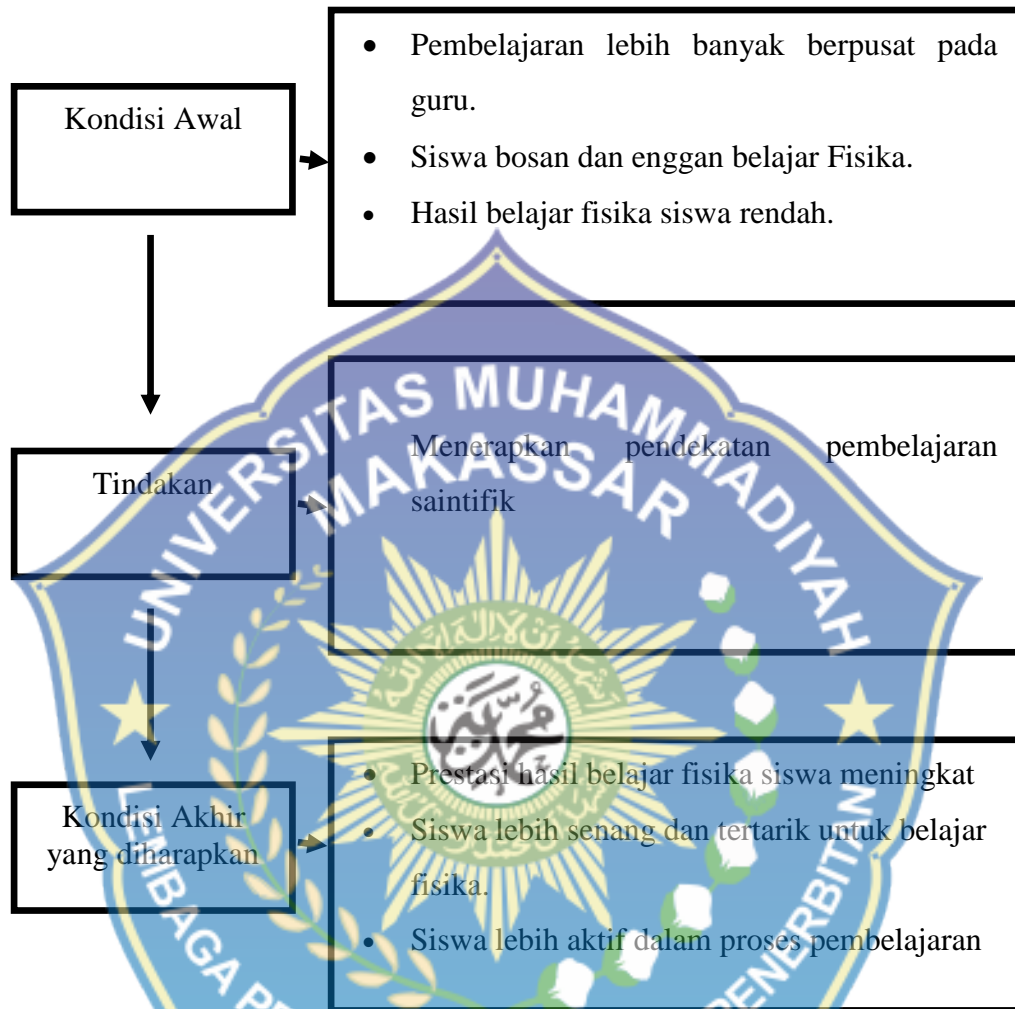 Kondisi Awal
• Pembelajaran lebih banyak berpusat pada
guru.
• Siswa bosan dan enggan belajar Fisika.
• Hasil belajar fisika siswa rendah.
Tindakan
Menerapkan pendekatan pembelajaran
saintifik
Kondisi Akhir
yang diharapkan
• Prestasi hasil belajar fisika siswa meningkat
• Siswa lebih senang dan tertarik untuk belajar
fisika.
• Siswa lebih aktif dalam proses pembelajaran
UNIVERSITAS MUHAMMADIYAH
MAKASSAR
LEMBAGA
PENERBITAN